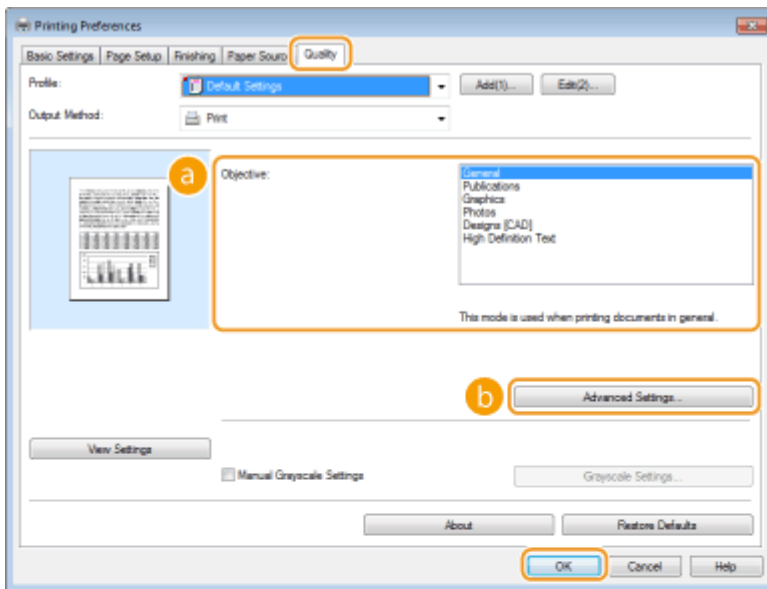 Printing Preferences
Basic Settings Page Setup Finishing Paper Source Quality
Profile: Default Settings Add(1)... Edit(2)...
Output Method: Print
a
Objective:
General
Publications
Graphics
Photos
Designs [CAD]
High Definition Text
This mode is used when printing documents in general.
b Advanced Settings...
View Settings
Manual Grayscale Settings Grayscale Settings...
About Restore Defaults
OK Cancel Help